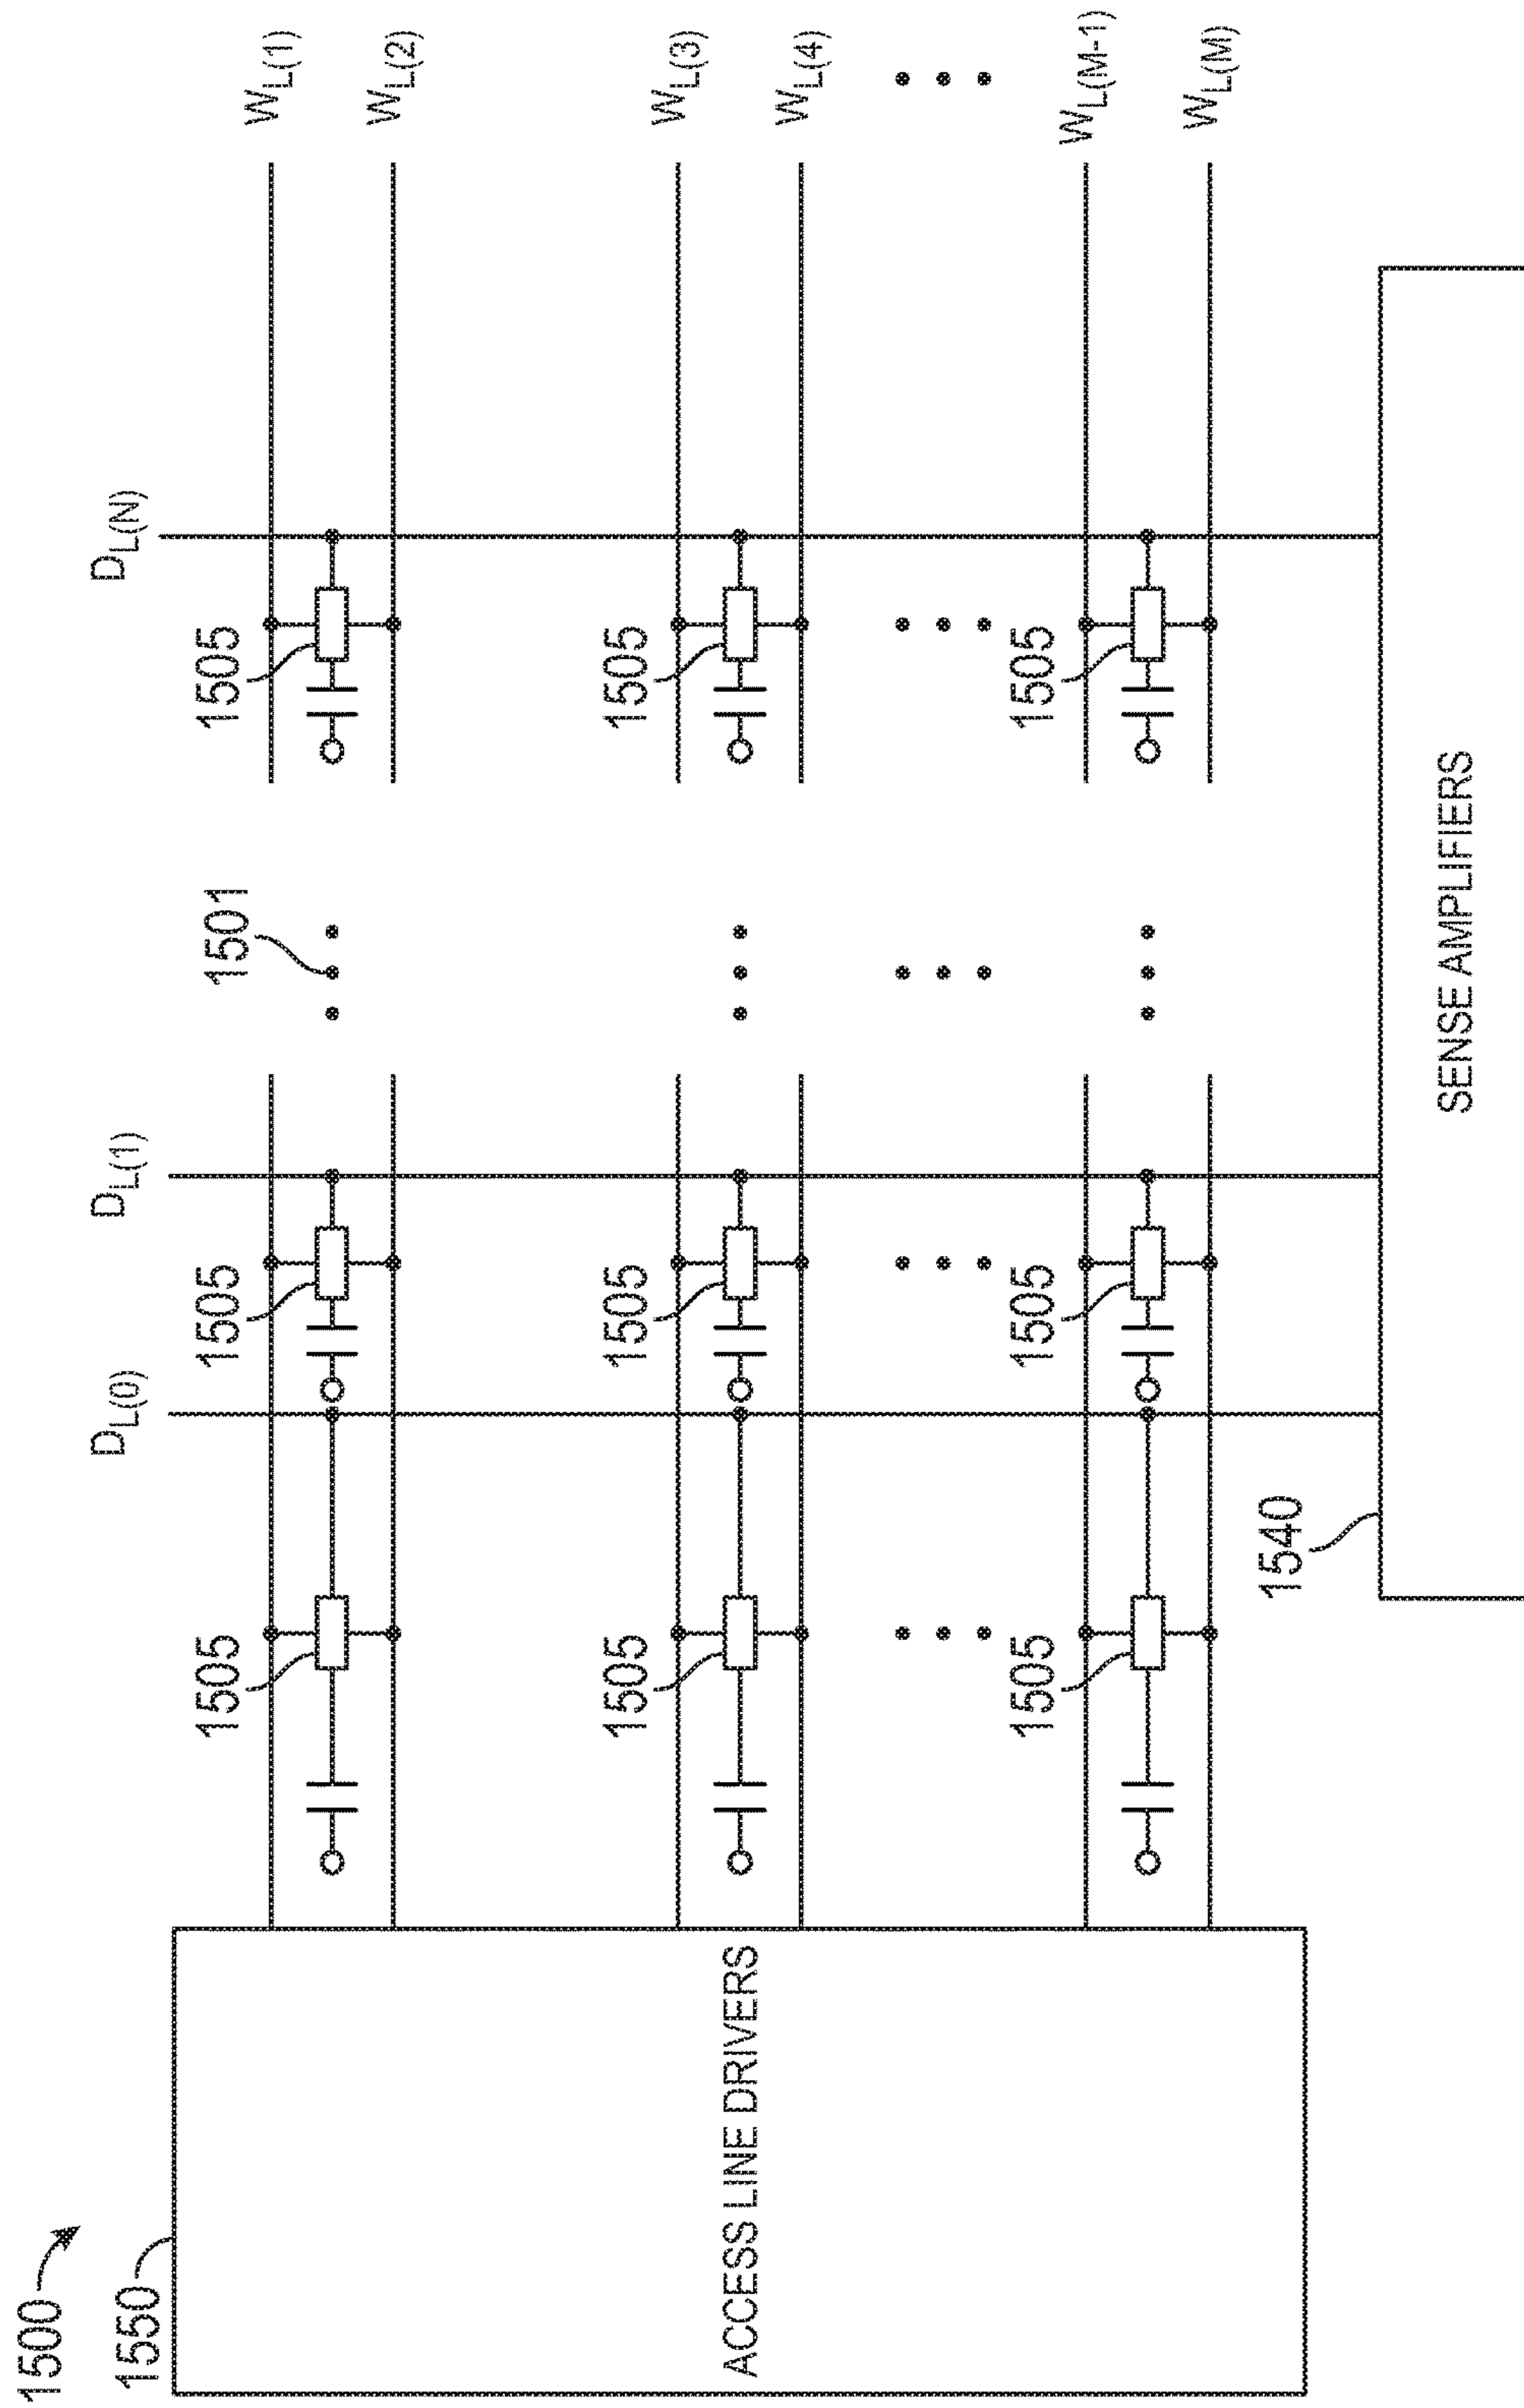 1500
1550
ACCESS LINE DRIVERS
D_L(0)
D_L(1)
D_L(N)
1505
1505
1501
1505
W_L(1)
W_L(2)
1505
1505
1505
W_L(3)
W_L(4)
1505
1505
1505
W_L(M-1)
W_L(M)
1540
SENSE AMPLIFIERS